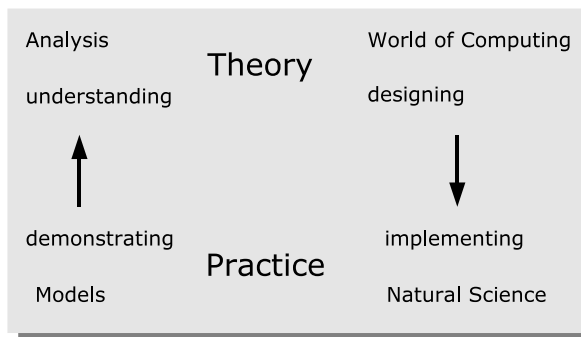 Analysis
Theory
World of Computing
understanding
designing
demonstrating
implementing
Practice
Models
Natural Science